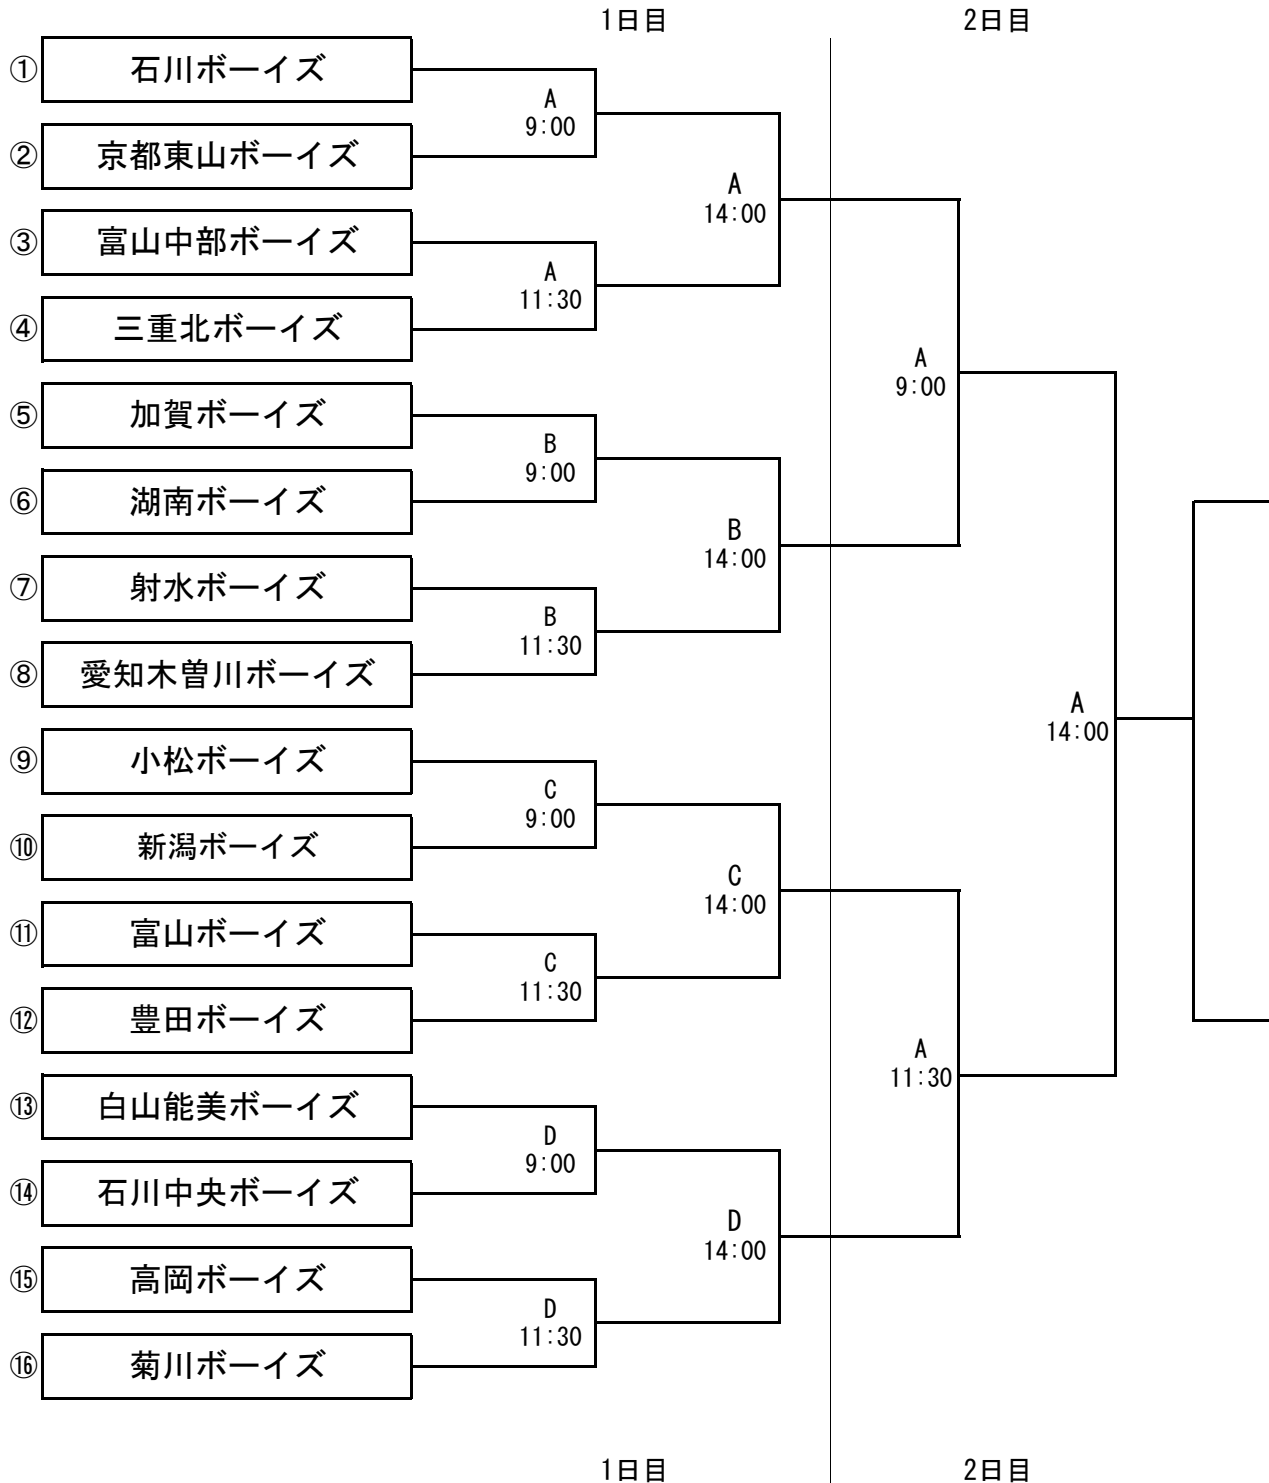 1日目
2日目
① 石川ボーイズ
A
9:00
② 京都東山ボーイズ
A
14:00
③ 富山中部ボーイズ
A
11:30
④ 三重北ボーイズ
A
9:00
⑤ 加賀ボーイズ
B
9:00
⑥ 湖南ボーイズ
B
14:00
⑦ 射水ボーイズ
B
11:30
⑧ 愛知木曽川ボーイズ
A
14:00
⑨ 小松ボーイズ
C
9:00
⑩ 新潟ボーイズ
C
14:00
⑪ 富山ボーイズ
C
11:30
⑫ 豊田ボーイズ
A
11:30
⑬ 白山能美ボーイズ
D
9:00
⑭ 石川中央ボーイズ
D
14:00
⑮ 高岡ボーイズ
D
11:30
⑯ 菊川ボーイズ
1日目
2日目